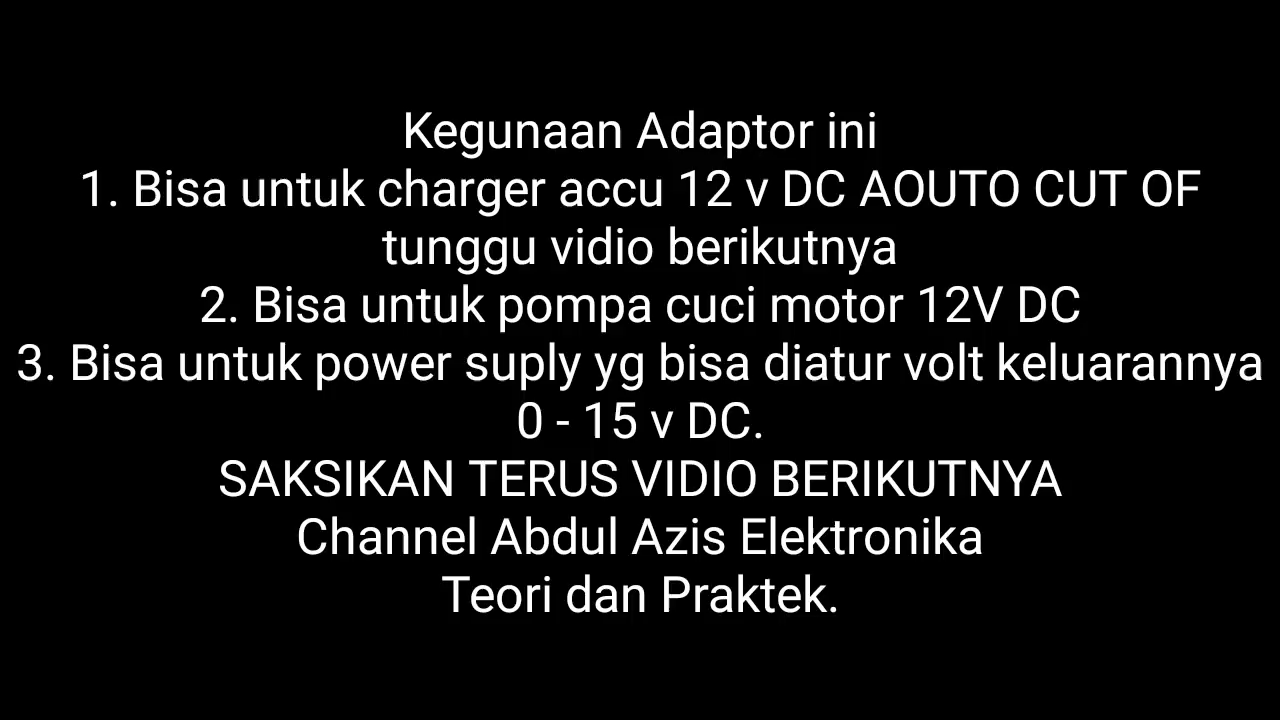 Kegunaan Adaptor ini
1. Bisa untuk charger accu 12 v DC AOUTO CUT OF
tunggu vidio berikutnya
2. Bisa untuk pompa cuci motor 12V DC
3. Bisa untuk power suply yg bisa diatur volt keluarannya
0 - 15 v DC.
SAKSIKAN TERUS VIDIO BERIKUTNYA
Channel Abdul Azis Elektronika
Teori dan Praktek.